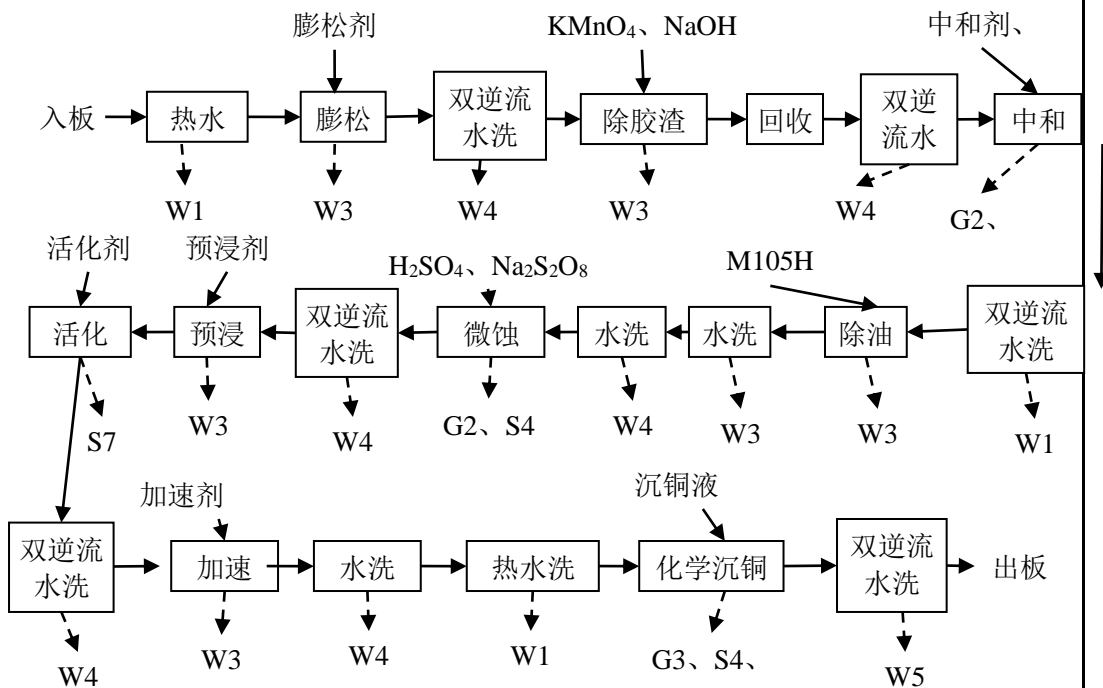 膨松剂
KMnO4、NaOH
中和剂、
入板
热水
膨松
双逆流
水洗
除胶渣
回收
双逆
流水
中和
W1
W3
W4
W3
W4
G2、
活化剂
预浸剂
H2SO4、Na2S2O8
M105H
活化
预浸
双逆流
水洗
微蚀
水洗
水洗
除油
双逆流
水洗
S7
W3
W4
G2、S4
W4
W3
W3
W1
加速剂
沉铜液
双逆流
水洗
加速
水洗
热水洗
化学沉铜
双逆流
水洗
出板
W4
W3
W4
W1
G3、S4、
W5